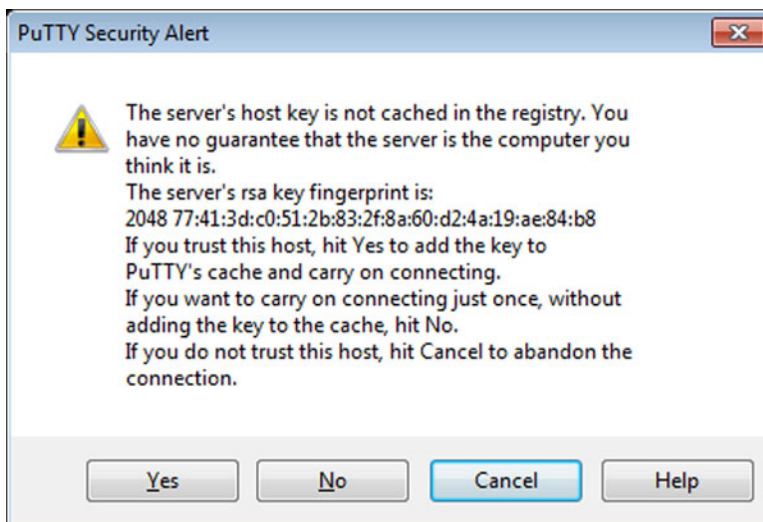 PuTTY Security Alert
The server's host key is not cached in the registry. You
have no guarantee that the server is the computer you
think it is.
The server's rsa key fingerprint is:
2048 77:41:3d:c0:51:2b:83:2f:8a:60:d2:4a:19:ae:84:b8
If you trust this host, hit Yes to add the key to
PuTTY's cache and carry on connecting.
If you want to carry on connecting just once, without
adding the key to the cache, hit No.
If you do not trust this host, hit Cancel to abandon the
connection.
Yes No Cancel Help